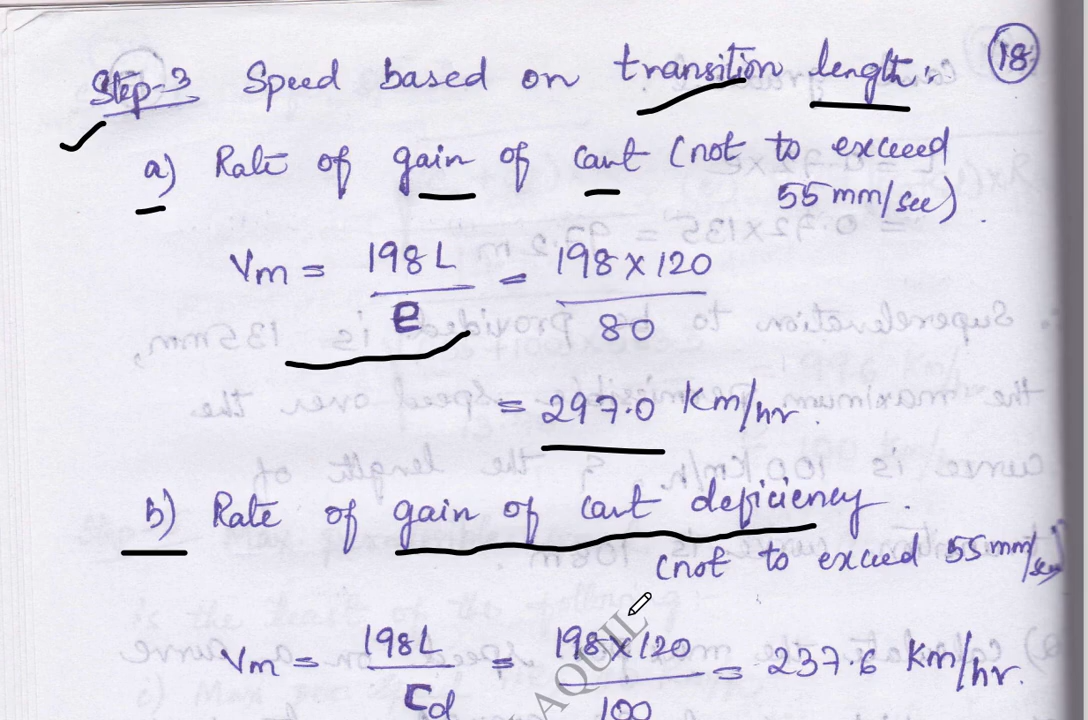 18
Step-3 Speed based on transition length:
a) Rate of gain of cant (not to exceed
55 mm/sec).
Vm = 198L / e = 198 x 120 / 80
= 297.0 Km/hr.
b) Rate of gain of cant deficiency.
(not to exceed 55 mm/sec)
Vm = 198L / Cd = 198 x 120 / 100 = 237.6 Km/hr.
AQUIL